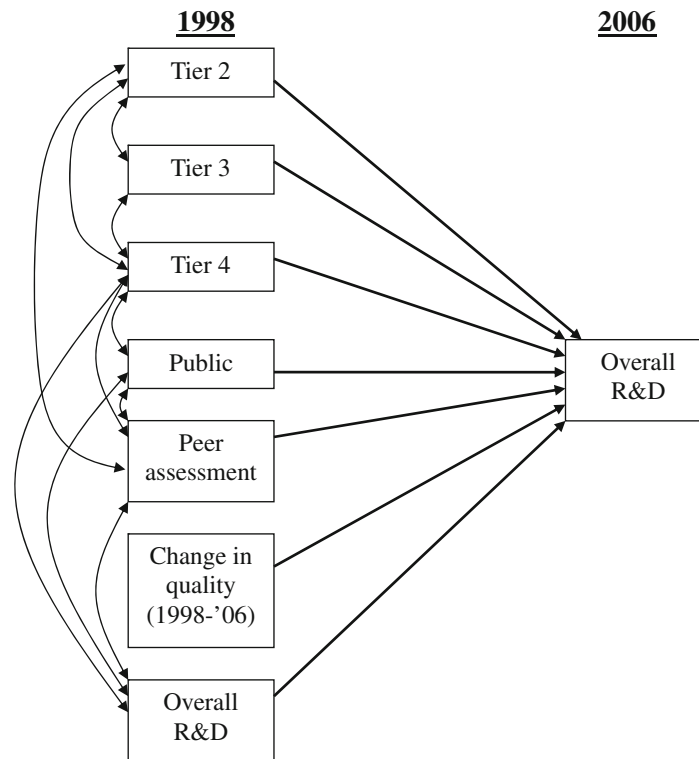 1998
2006
Tier 2
Tier 3
Tier 4
Public
Peer
assessment
Change in
quality
(1998-’06)
Overall
R&D
Overall
R&D